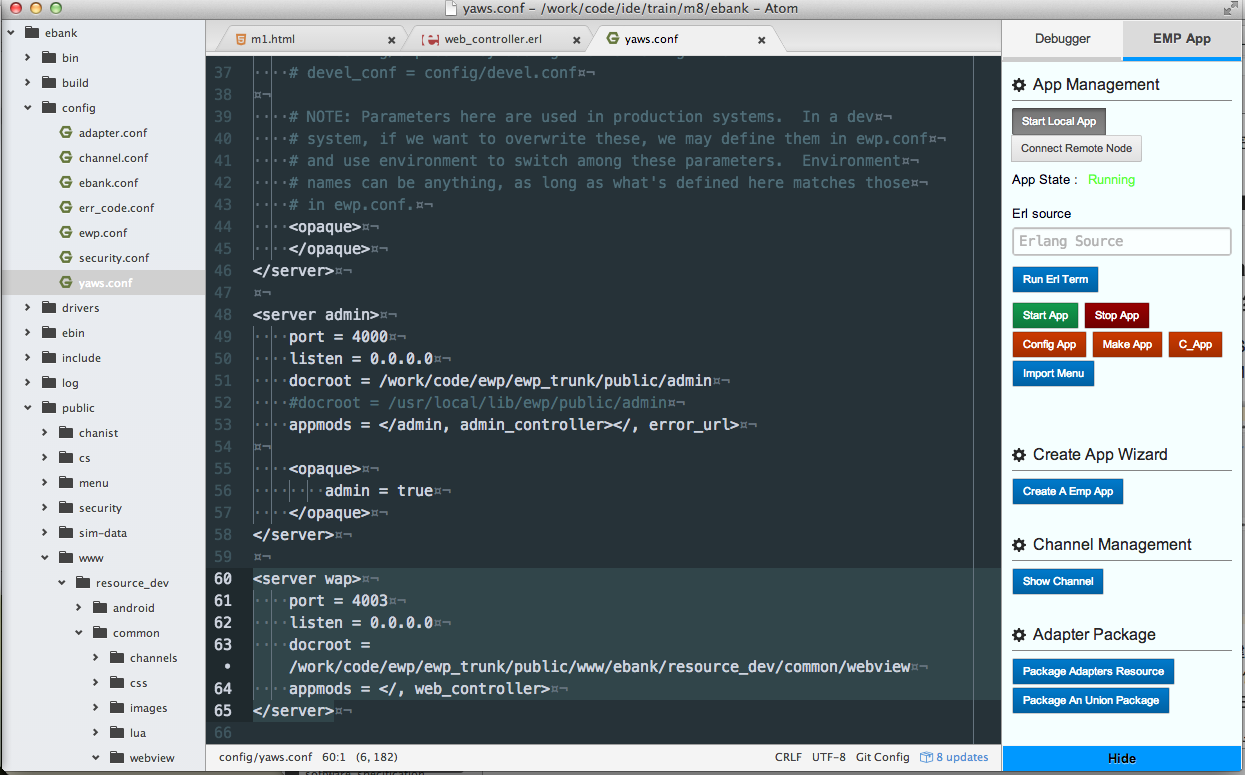 yaws.conf - /work/code/ide/train/m8/ebank - Atom
ebank
bin
build
config
adapter.conf
channel.conf
ebank.conf
err_code.conf
ewp.conf
security.conf
yaws.conf
drivers
ebin
include
log
public
chanist
cs
menu
security
sim-data
www
resource_dev
android
common
channels
css
images
lua
webview
m1.html
web_controller.erl
yaws.conf
37 # devel_conf = config/devel.conf¤¬
38 ¤¬
39 # NOTE: Parameters here are used in production systems.  In a dev¤¬
40 # system, if we want to overwrite these, we may define them in ewp.conf¤¬
41 # and use environment to switch among these parameters.  Environment¤¬
42 # names can be anything, as long as what's defined here matches those¤¬
43 # in ewp.conf.¤¬
44 <opaque>¤¬
45 </opaque>¤¬
46 </server>¤¬
47 ¤¬
48 <server admin>¤¬
49 port = 4000¤¬
50 listen = 0.0.0.0¤¬
51 docroot = /work/code/ewp/ewp_trunk/public/admin¤¬
52 #docroot = /usr/local/lib/ewp/public/admin¤¬
53 appmods = </admin, admin_controller></, error_url>¤¬
54 ¤¬
55 <opaque>¤¬
56 admin = true¤¬
57 </opaque>¤¬
58 </server>¤¬
59 ¤¬
60 <server wap>¤¬
61 port = 4003¤¬
62 listen = 0.0.0.0¤¬
63 docroot =
• /work/code/ewp/ewp_trunk/public/www/ebank/resource_dev/common/webview¤¬
64 appmods = </, web_controller>¤¬
65 </server>¤¬
66
config/yaws.conf 60:1 (6, 182) CRLF UTF-8 Git Config 8 updates
Debugger
EMP App
App Management
Start Local App
Connect Remote Node
App State : Running
Erl source
Erlang Source
Run Erl Term
Start App Stop App
Config App Make App C_App
Import Menu
Create App Wizard
Create A Emp App
Channel Management
Show Channel
Adapter Package
Package Adapters Resource
Package An Union Package
Hide